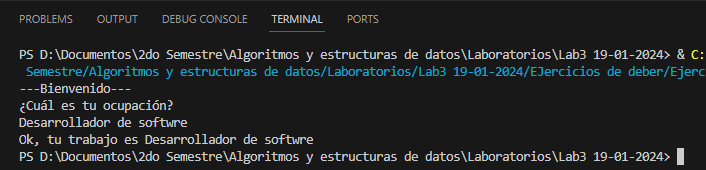 PROBLEMS OUTPUT DEBUG CONSOLE TERMINAL PORTS
PS D:\Documentos\2do Semestre\Algoritmos y estructuras de datos\Laboratorios\Lab3 19-01-2024> & C:
Semestre/Algoritmos y estructuras de datos/Laboratorios/Lab3 19-01-2024/EJercicios de deber/Ejerc
---Bienvenido---
¿Cuál es tu ocupación?
Desarrollador de softwre
Ok, tu trabajo es Desarrollador de softwre
PS D:\Documentos\2do Semestre\Algoritmos y estructuras de datos\Laboratorios\Lab3 19-01-2024>